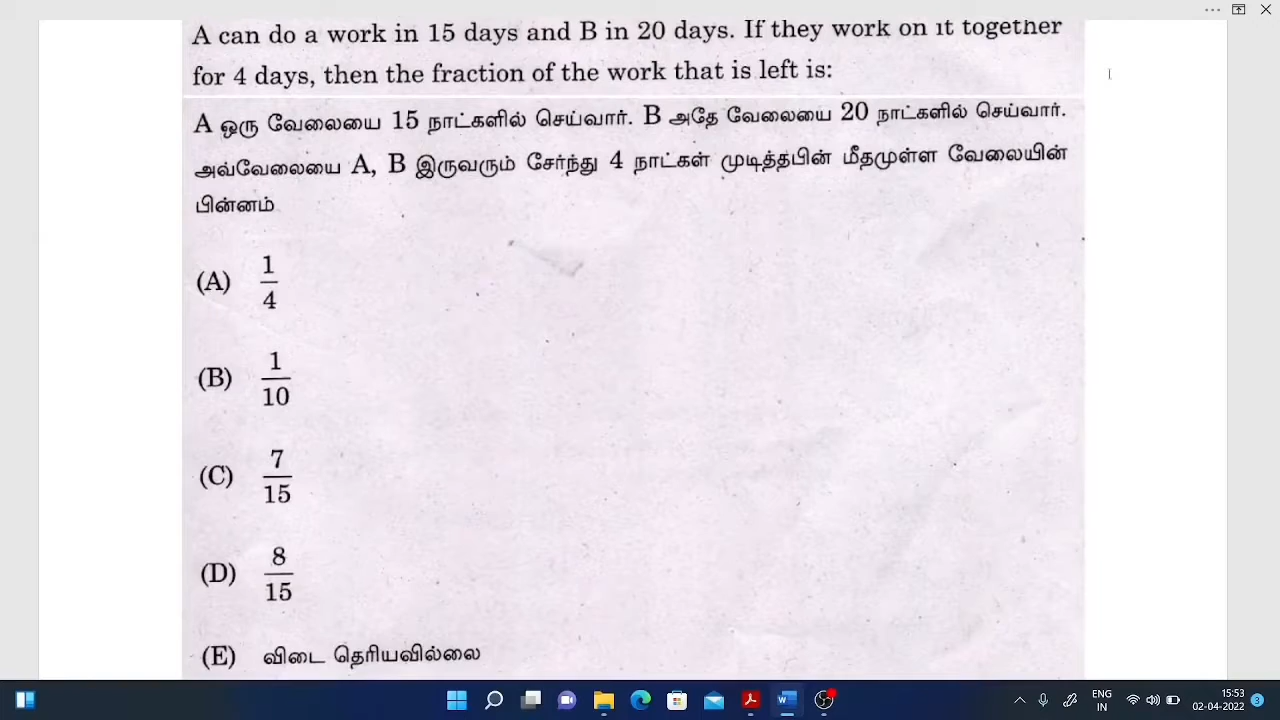 A can do a work in 15 days and B in 20 days. If they work on it together
for 4 days, then the fraction of the work that is left is:
A ஒரு வேலையை 15 நாட்களில் செய்வார். B அதே வேலையை 20 நாட்களில் செய்வார்.
அவ்வேலையை A, B இருவரும் சேர்ந்து 4 நாட்கள் முடித்தபின் மீதமுள்ள வேலையின்
பின்னம்
(A) 1/4
(B) 1/10
(C) 7/15
(D) 8/15
(E) விடை தெரியவில்லை
ENG
IN
15:53
02-04-2022
3